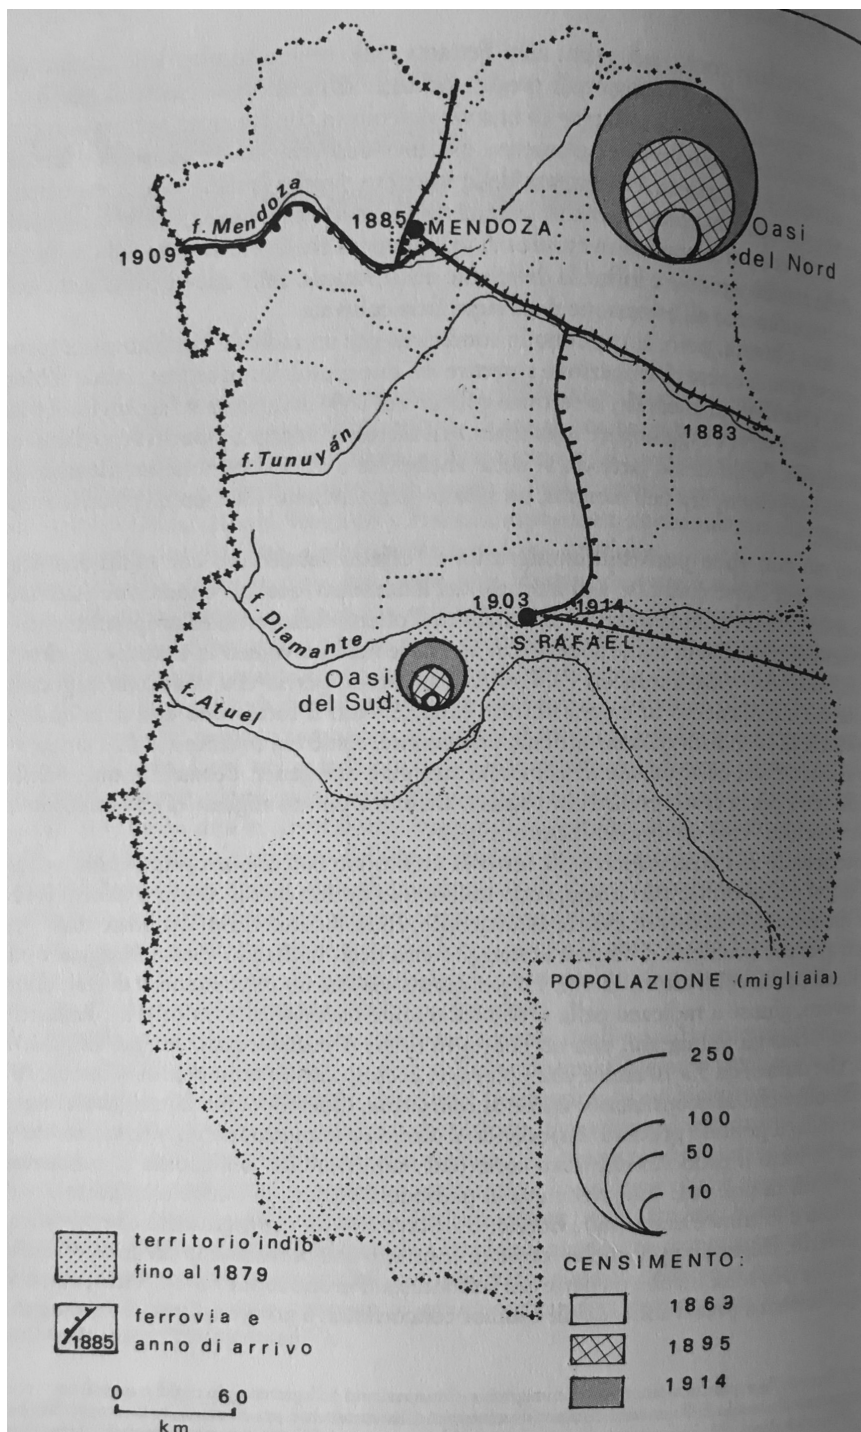 f. Mendoza
1885
MENDOZA
1909
Oasi
del Nord
f. Tunuyán
1883
f. Diamante
1903
1914
S. RAFAEL
Oasi
del Sud
f. Atuel
POPOLAZIONE (migliaia)
250
100
50
10
territorio indio
fino al 1879
ferrovia e
1885
anno di arrivo
0 60
km
CENSIMENTO:
1869
1895
1914